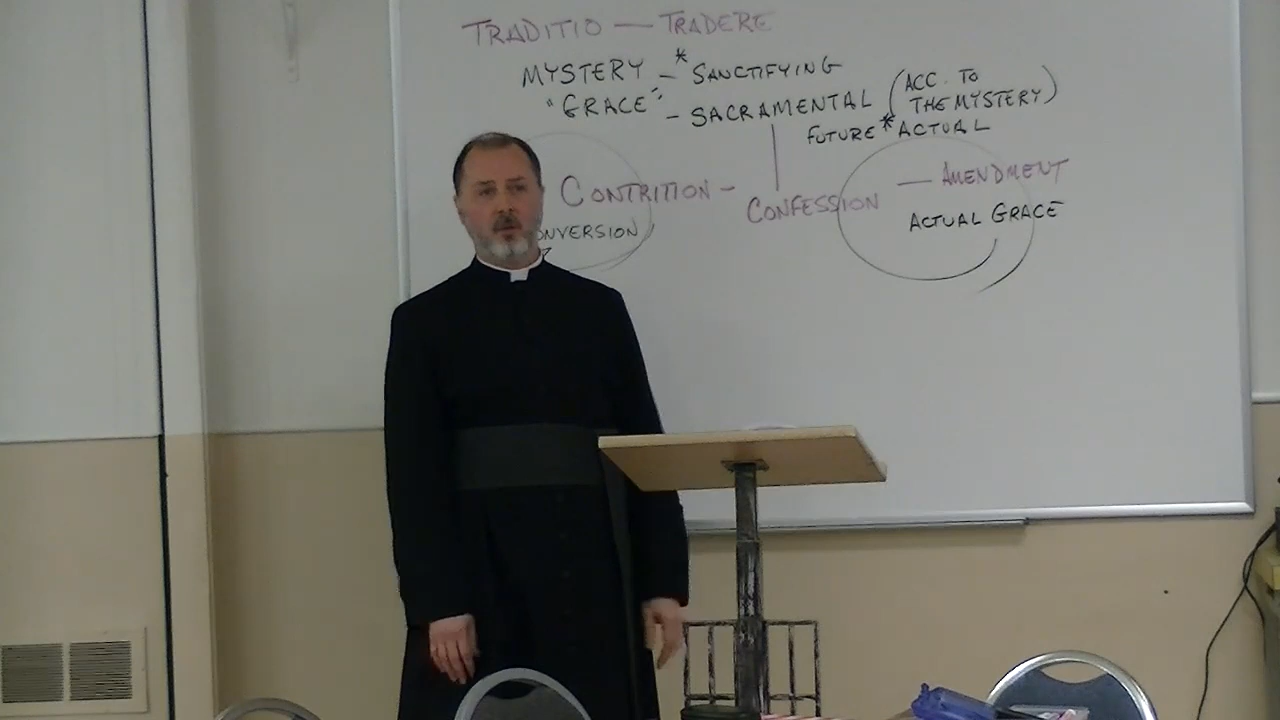 TRADITIO — TRADERE
MYSTERY - * SANCTIFYING
"GRACE" - SACRAMENTAL (ACC. TO THE MYSTERY)
FUTURE * ACTUAL
CONTRITION - CONFESSION — AMENDMENT
ONVERSION ACTUAL GRACE